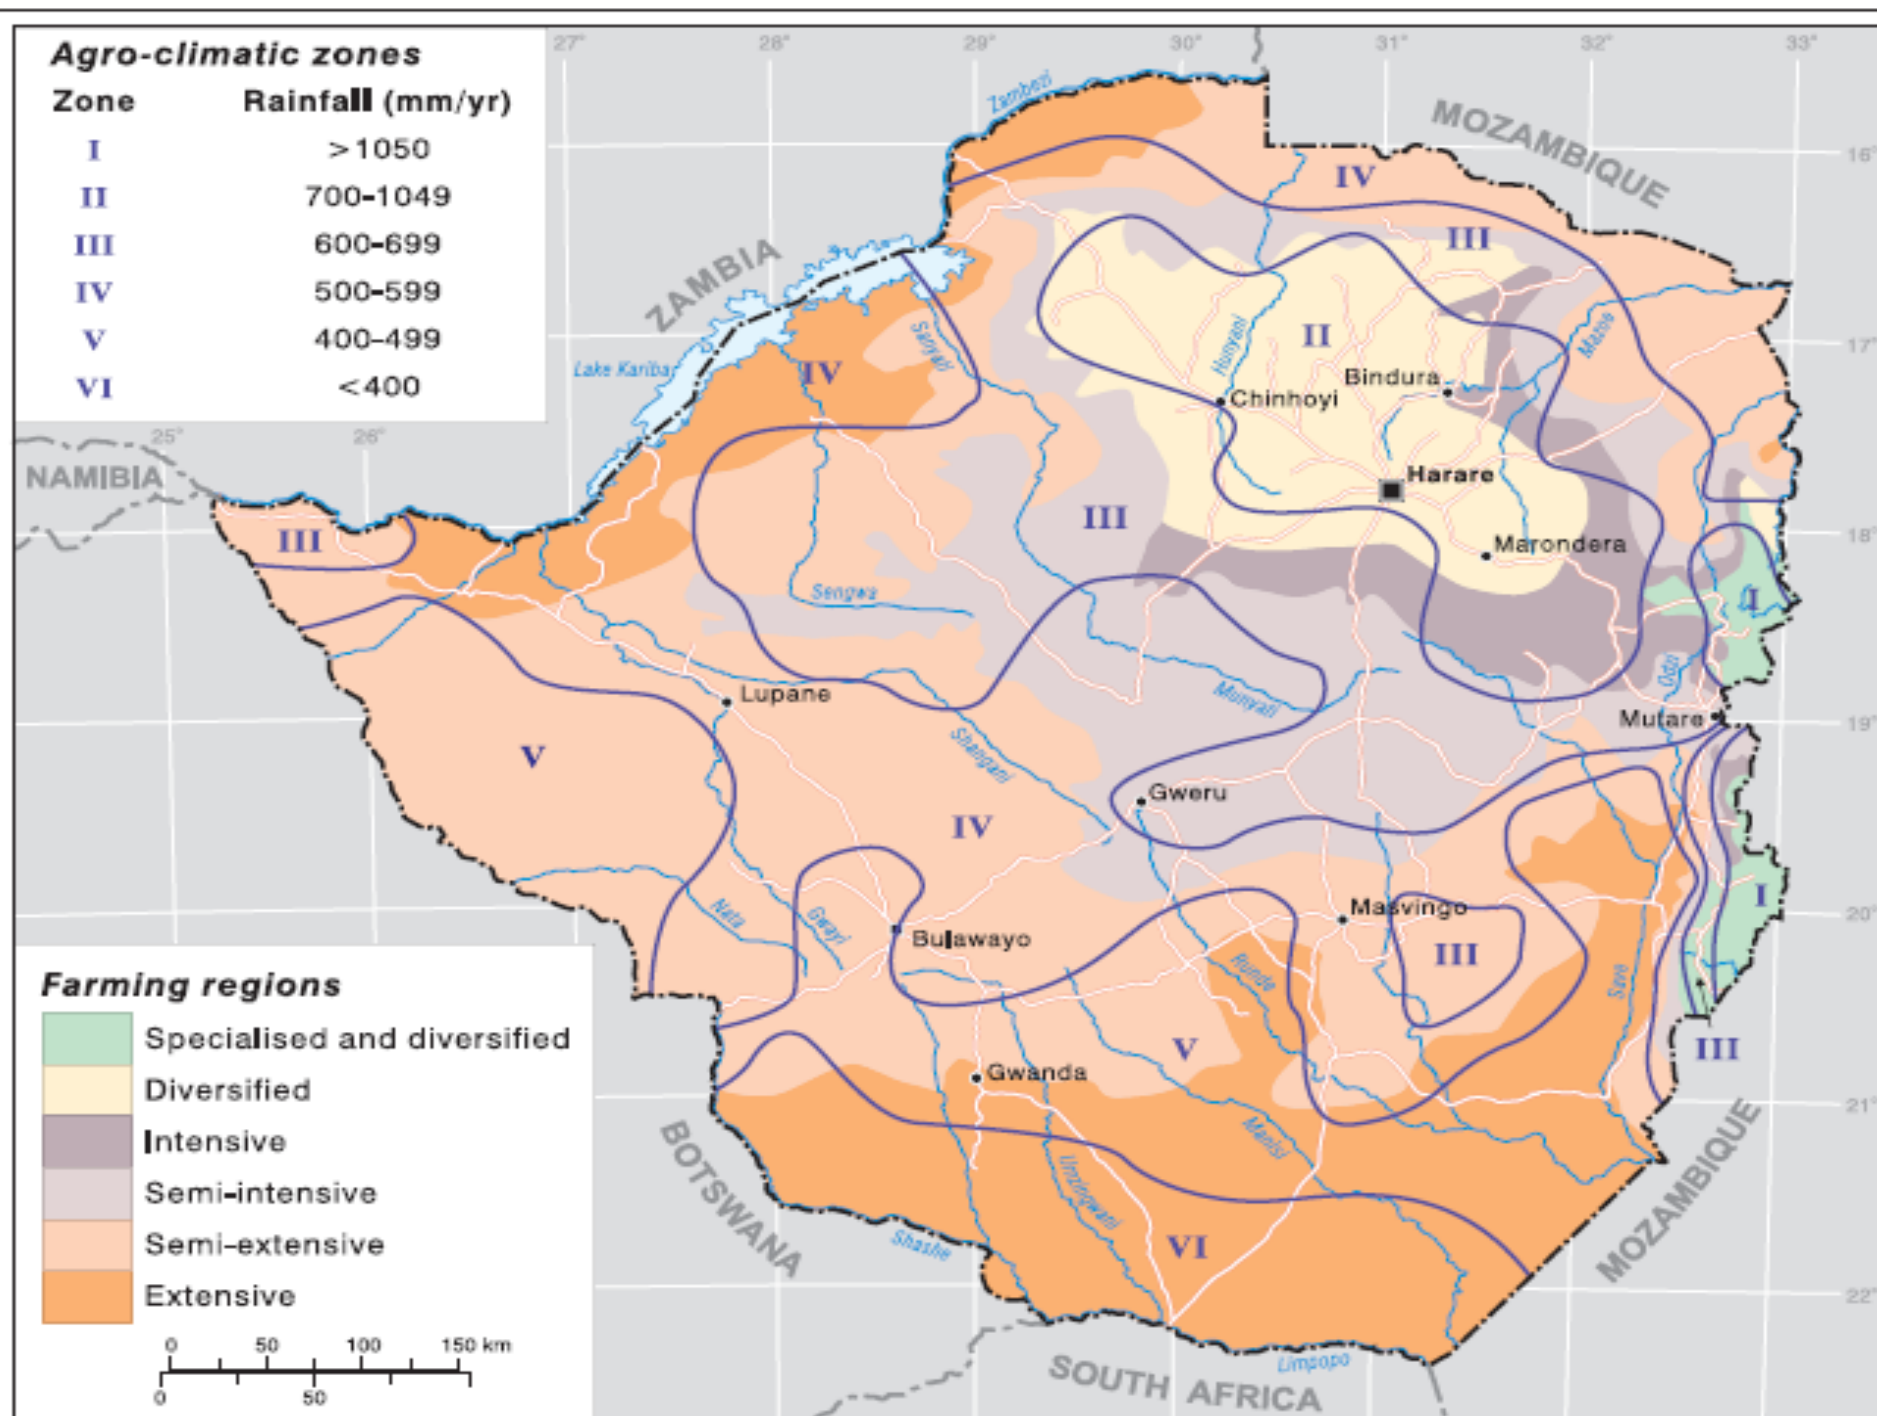 Agro-climatic zones
Zone Rainfall (mm/yr)
I >1050
II 700-1049
III 600-699
IV 500-599
V 400-499
VI <400
27° 28° 29° 30° 31° 32° 33°
25° 26°
16°
17°
18°
19°
20°
21°
22°
Zambezi
MOZAMBIQUE
IV
III
ZAMBIA
Sanyati
Hunyani
II
Mazoe
Lake Kariba
IV
Bindura
Chinhoyi
NAMIBIA
Harare
III
III
Marondera
Sengwa
I
Lupane
Munyati
Odzi
Mutare
V
Shangani
Gweru
IV
Nata
Gwayi
Bulawayo
Masvingo
I
III
Runde
Save
V
III
Gwanda
BOTSWANA
Manisi
Umzingwani
MOZAMBIQUE
Shashe
VI
Limpopo
SOUTH AFRICA
Farming regions
Specialised and diversified
Diversified
Intensive
Semi-intensive
Semi-extensive
Extensive
0 50 100 150 km
0 50